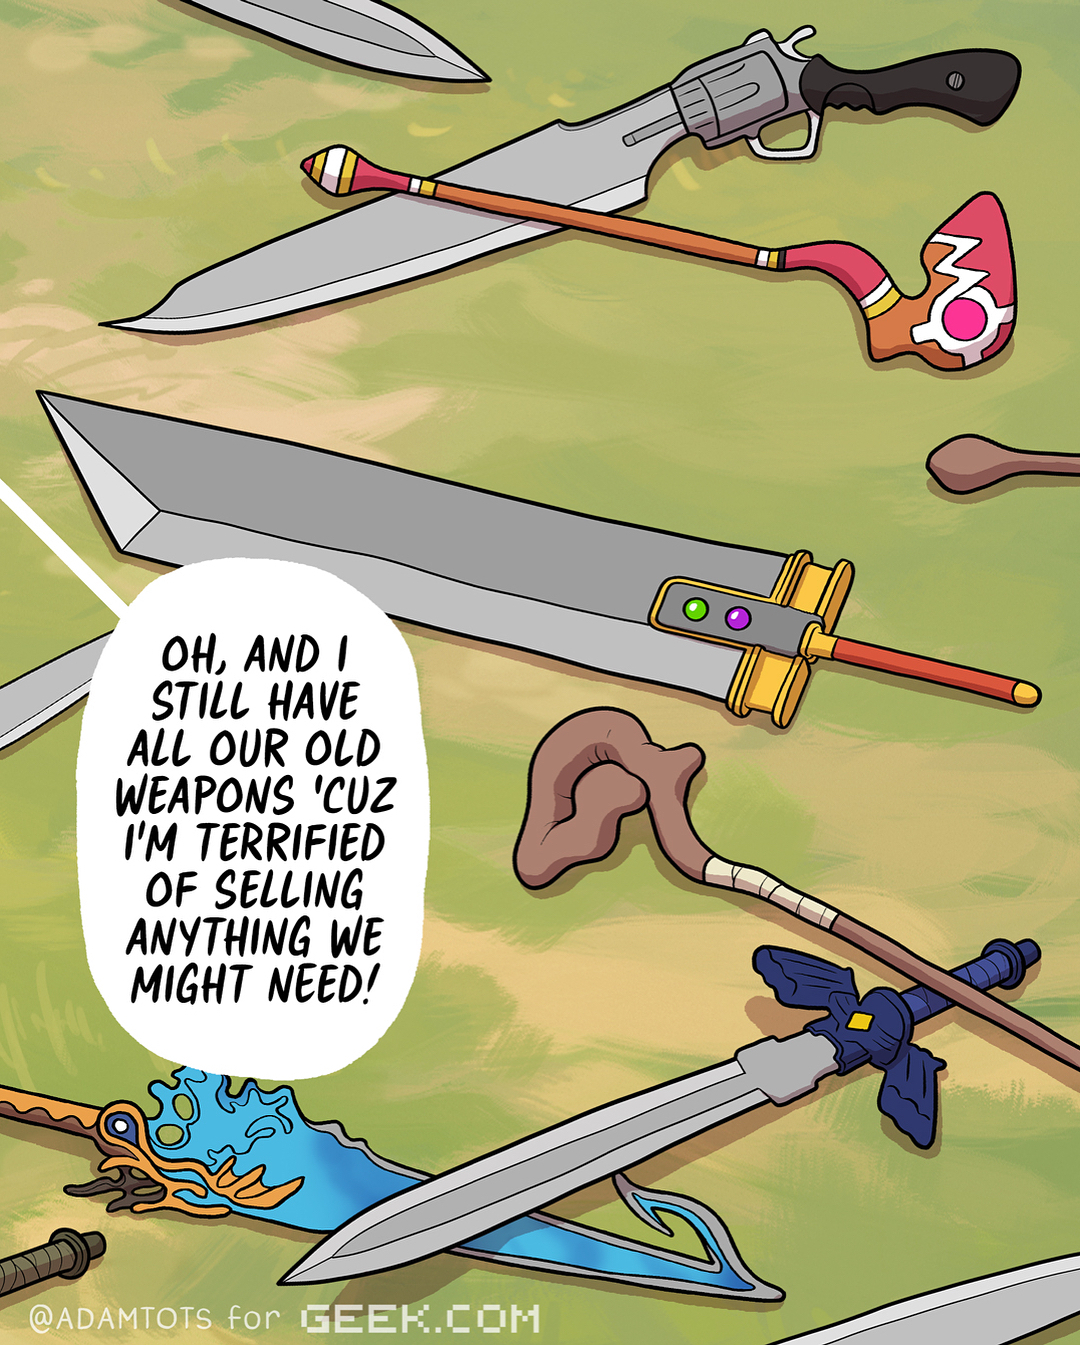 OH, AND I
STILL HAVE
ALL OUR OLD
WEAPONS 'CUZ
I'M TERRIFIED
OF SELLING
ANYTHING WE
MIGHT NEED!
@ADAMTOTS for GEEK.COM